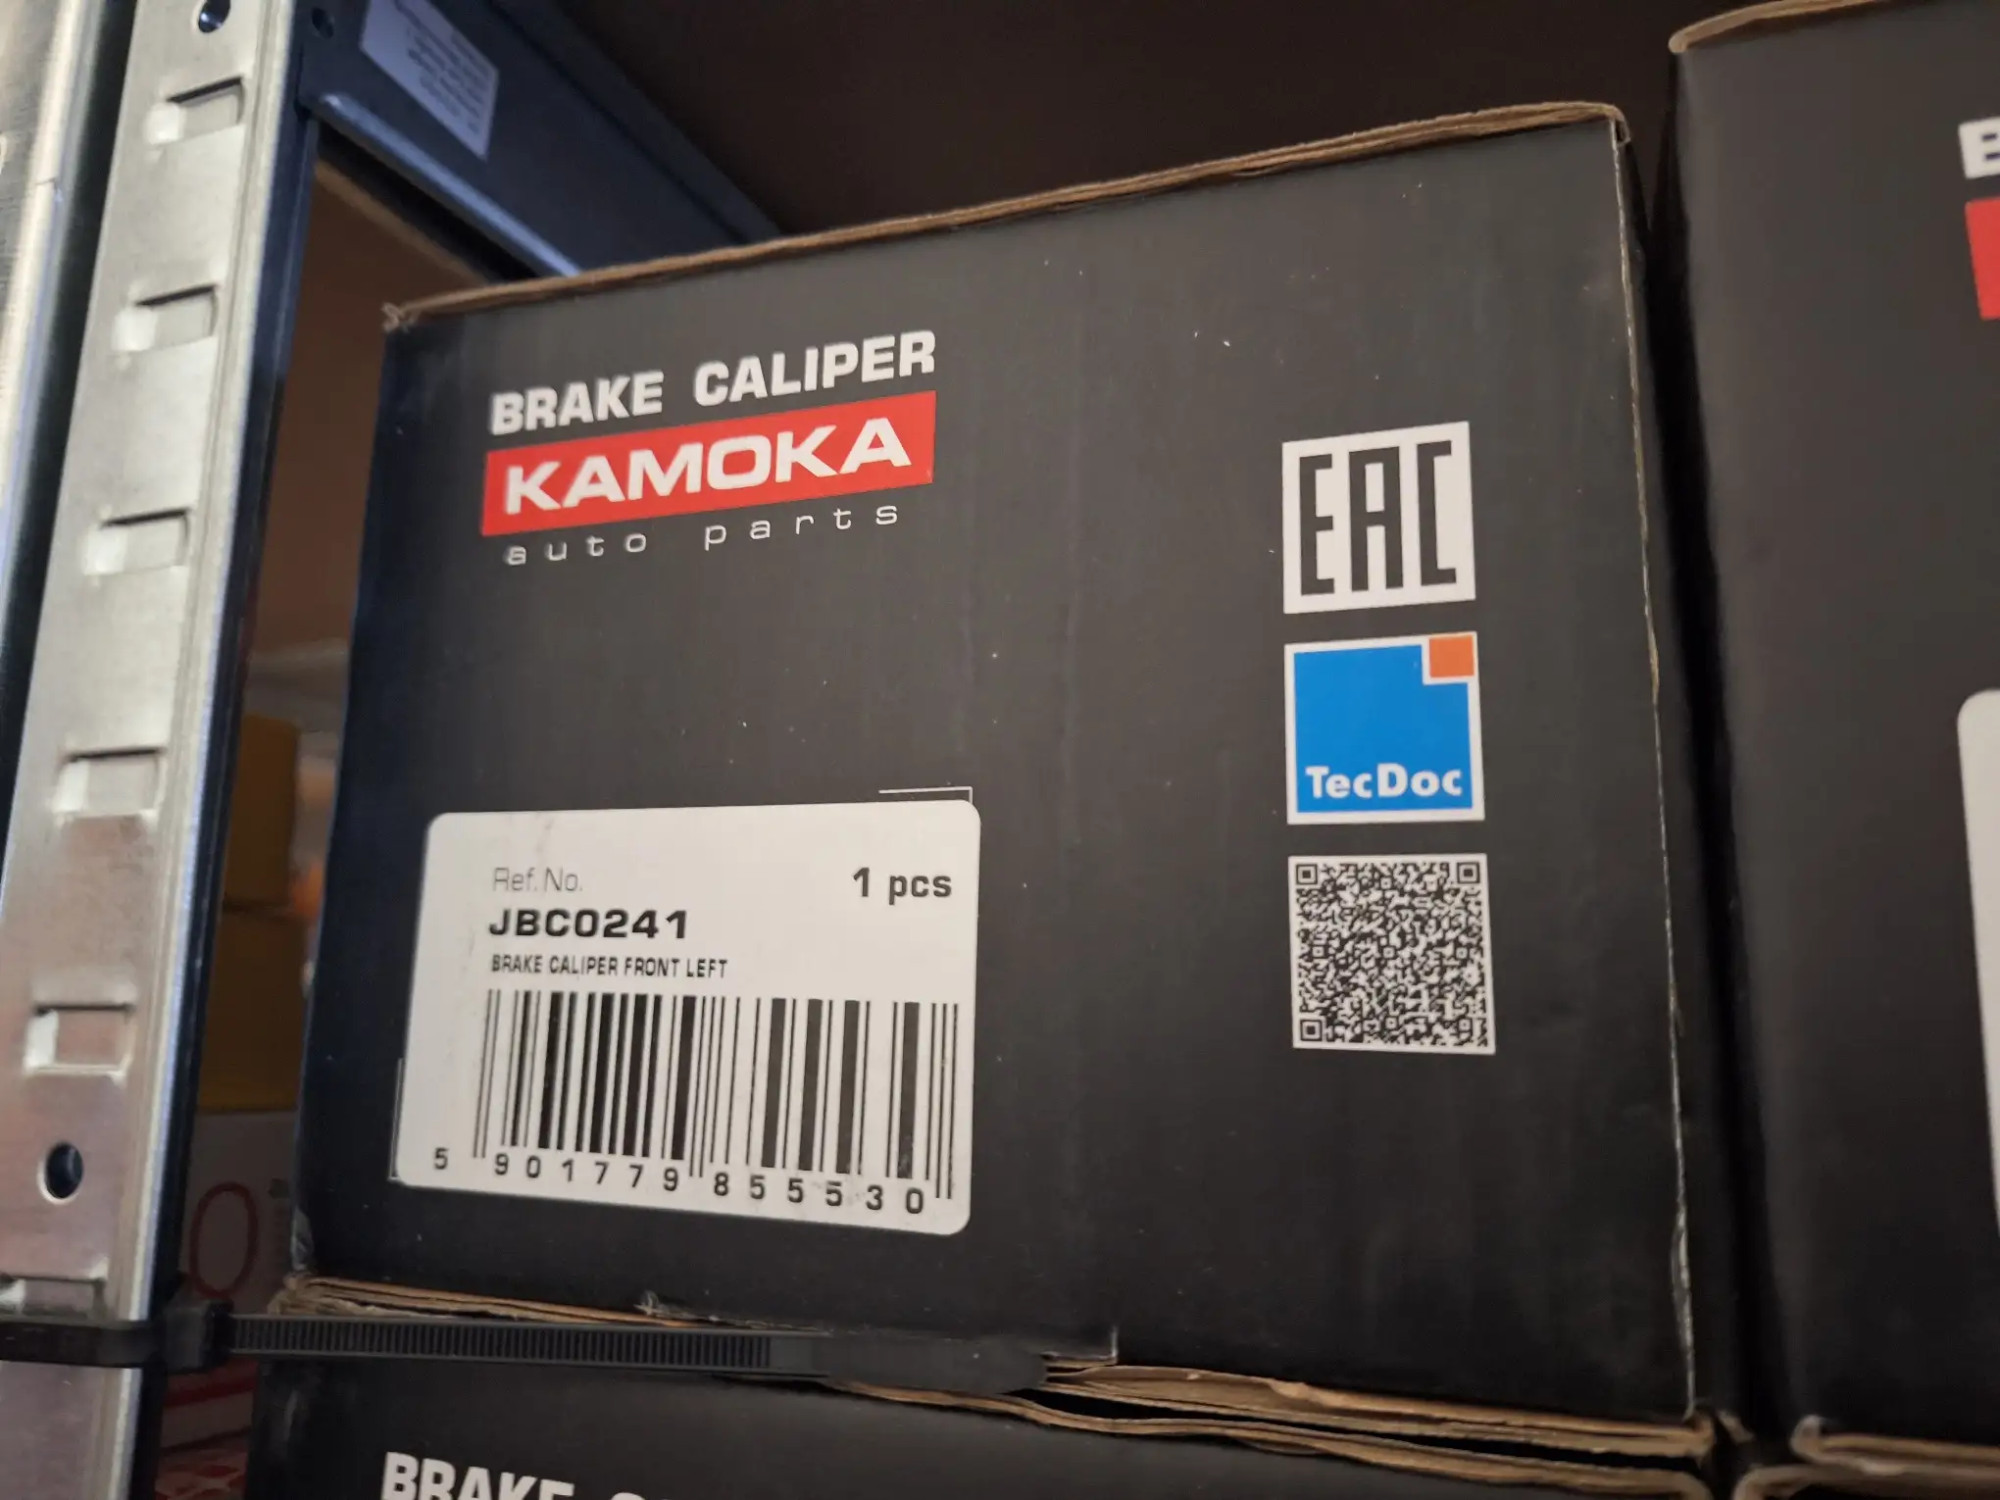 BRAKE CALIPER
KAMOKA
auto parts
EAC
TecDoc
Ref. No.
1 pcs
JBC0241
BRAKE CALIPER FRONT LEFT
5 901779 855530
BRAKE